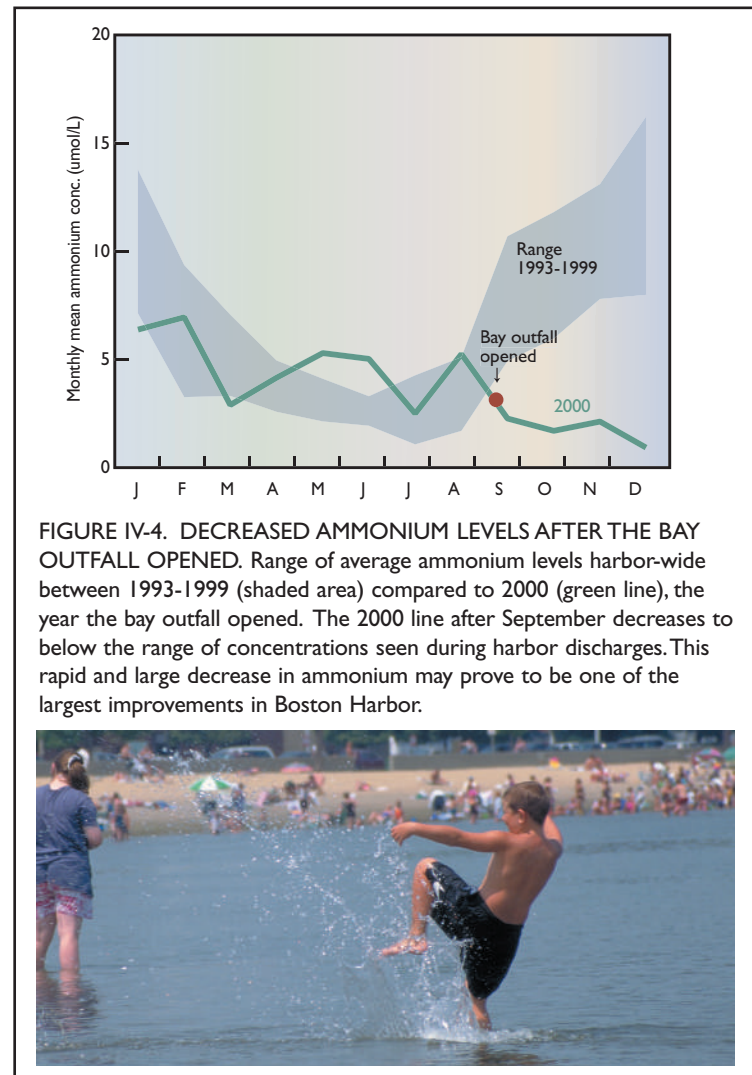 20
15
10
5
0
Monthly mean ammonium conc. (umol/L)
Range
1993-1999
Bay outfall
opened
↓
2000
J F M A M J J A S O N D
FIGURE IV-4. DECREASED AMMONIUM LEVELS AFTER THE BAY
OUTFALL OPENED. Range of average ammonium levels harbor-wide
between 1993-1999 (shaded area) compared to 2000 (green line), the
year the bay outfall opened. The 2000 line after September decreases to
below the range of concentrations seen during harbor discharges. This
rapid and large decrease in ammonium may prove to be one of the
largest improvements in Boston Harbor.